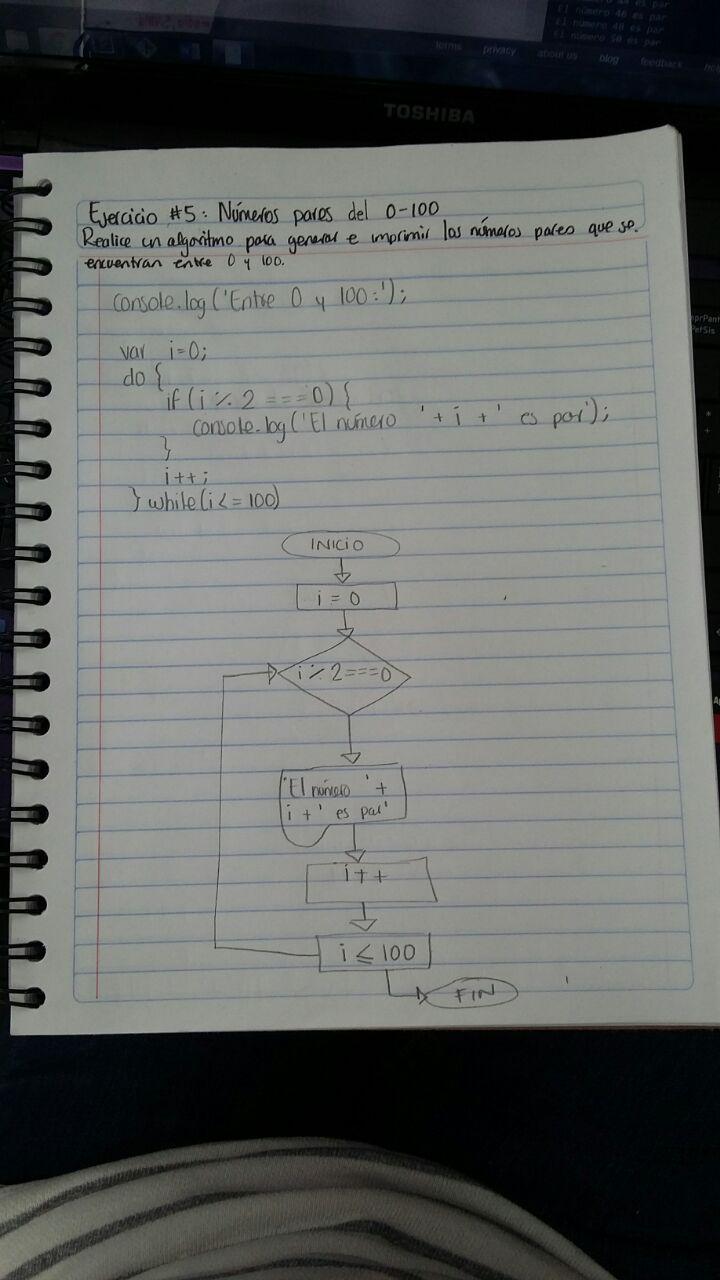 El número 46 es par
El número 48 es par
El número 50 es par
terms privacy about us blog feedback
TOSHIBA
Ejercicio #5: Números pares del 0-100
Realice un algoritmo para generar e imprimir los números pares que se
encuentran entre 0 y 100.
console.log('Entre 0 y 100:');
var i=0;
do {
if (i % 2 === 0) {
console.log('El número ' + i + ' es par');
}
i++;
} while(i <= 100)
INICIO
i = 0
i % 2 === 0
'El número ' +
i + ' es par'
i++
i ≤ 100
FIN